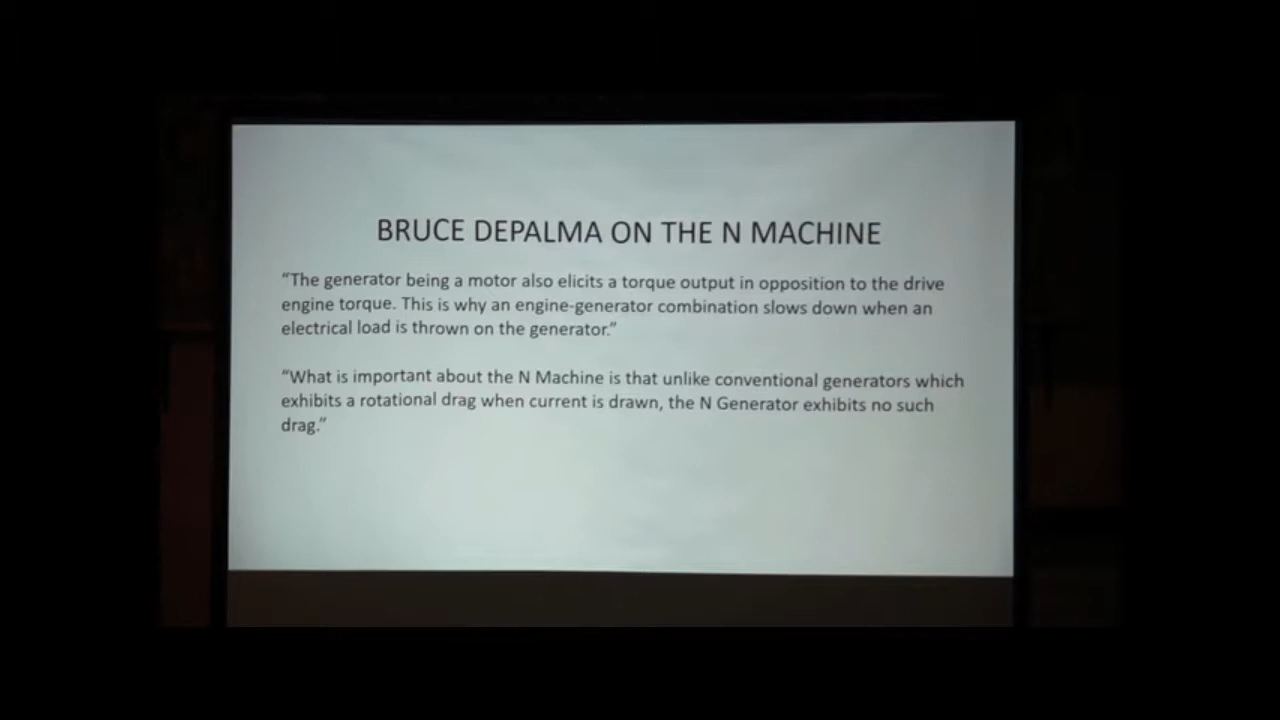 BRUCE DEPALMA ON THE N MACHINE
“The generator being a motor also elicits a torque output in opposition to the drive
engine torque. This is why an engine-generator combination slows down when an
electrical load is thrown on the generator.”
“What is important about the N Machine is that unlike conventional generators which
exhibits a rotational drag when current is drawn, the N Generator exhibits no such
drag.”